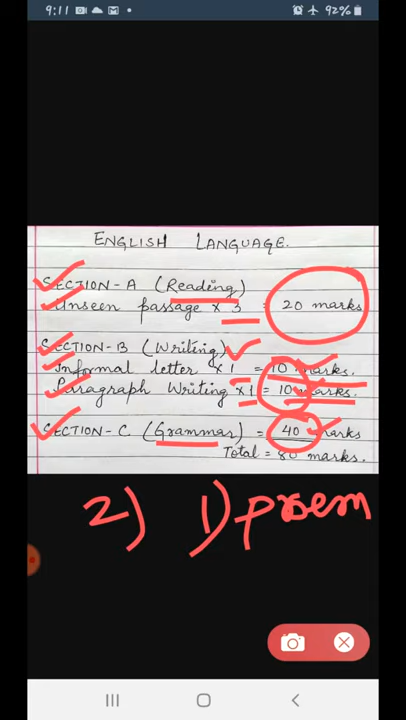 9:11
92%
ENGLISH LANGUAGE.
SECTION-A (Reading)
Unseen passage × 3 = 20 marks
SECTION-B (Writing)
Informal letter × 1 = 10 marks.
Paragraph Writing × 1 = 10 marks.
SECTION-C (Grammar) = 40 marks
Total = 80 marks.
2) 1)